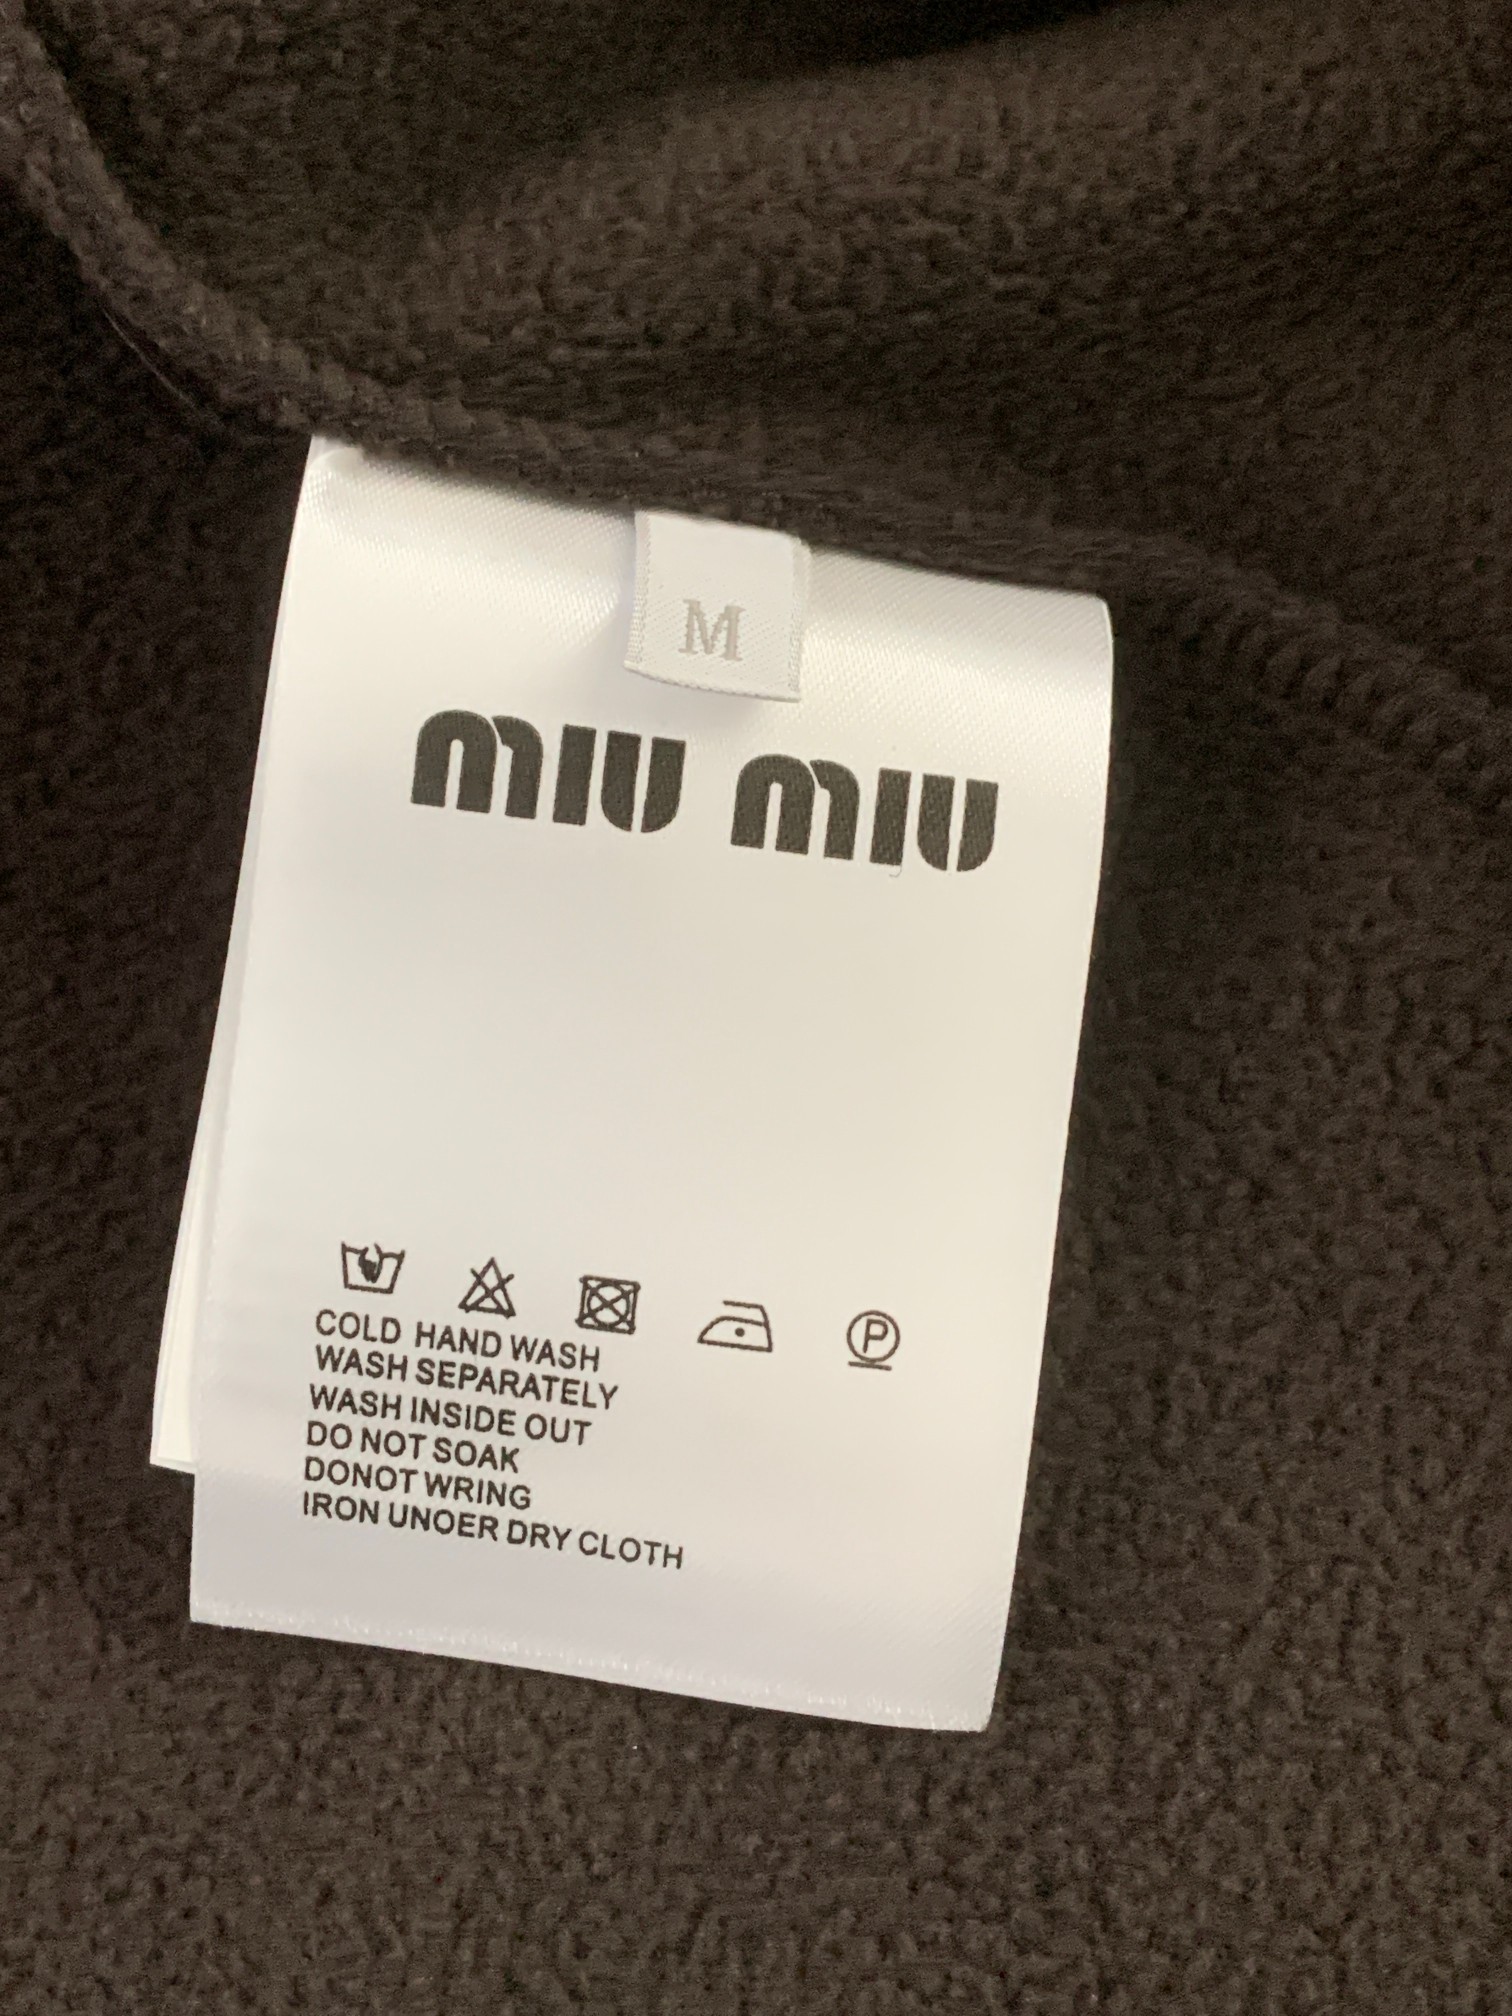 M
MIU MIU
P
COLD HAND WASH
WASH SEPARATELY
WASH INSIDE OUT
DO NOT SOAK
DONOT WRING
IRON UNOER DRY CLOTH